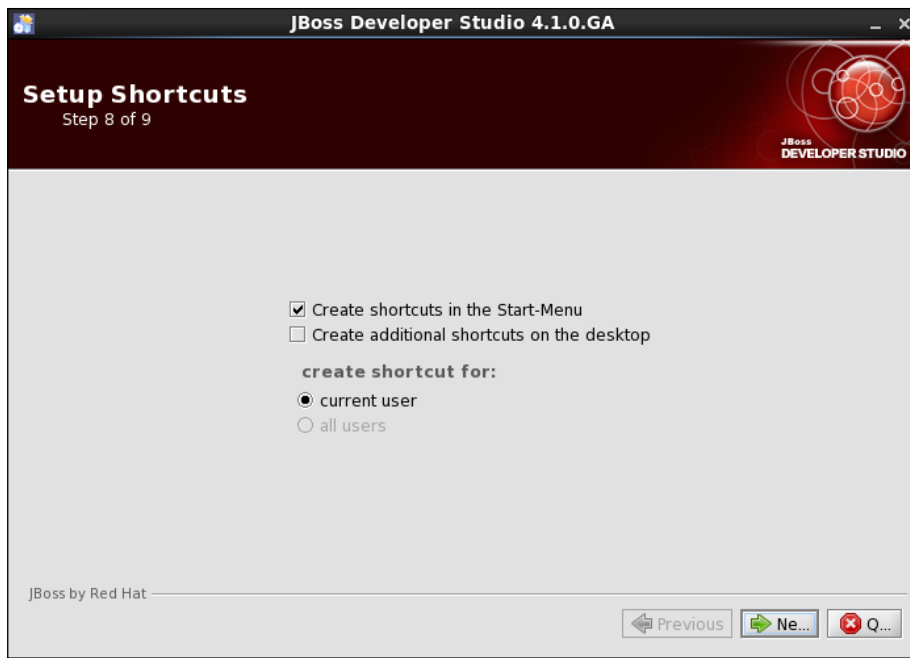 JBoss Developer Studio 4.1.0.GA
Setup Shortcuts
Step 8 of 9
JBoss
DEVELOPER STUDIO
Create shortcuts in the Start-Menu
Create additional shortcuts on the desktop
create shortcut for:
current user
all users
JBoss by Red Hat
Previous Ne... Q...